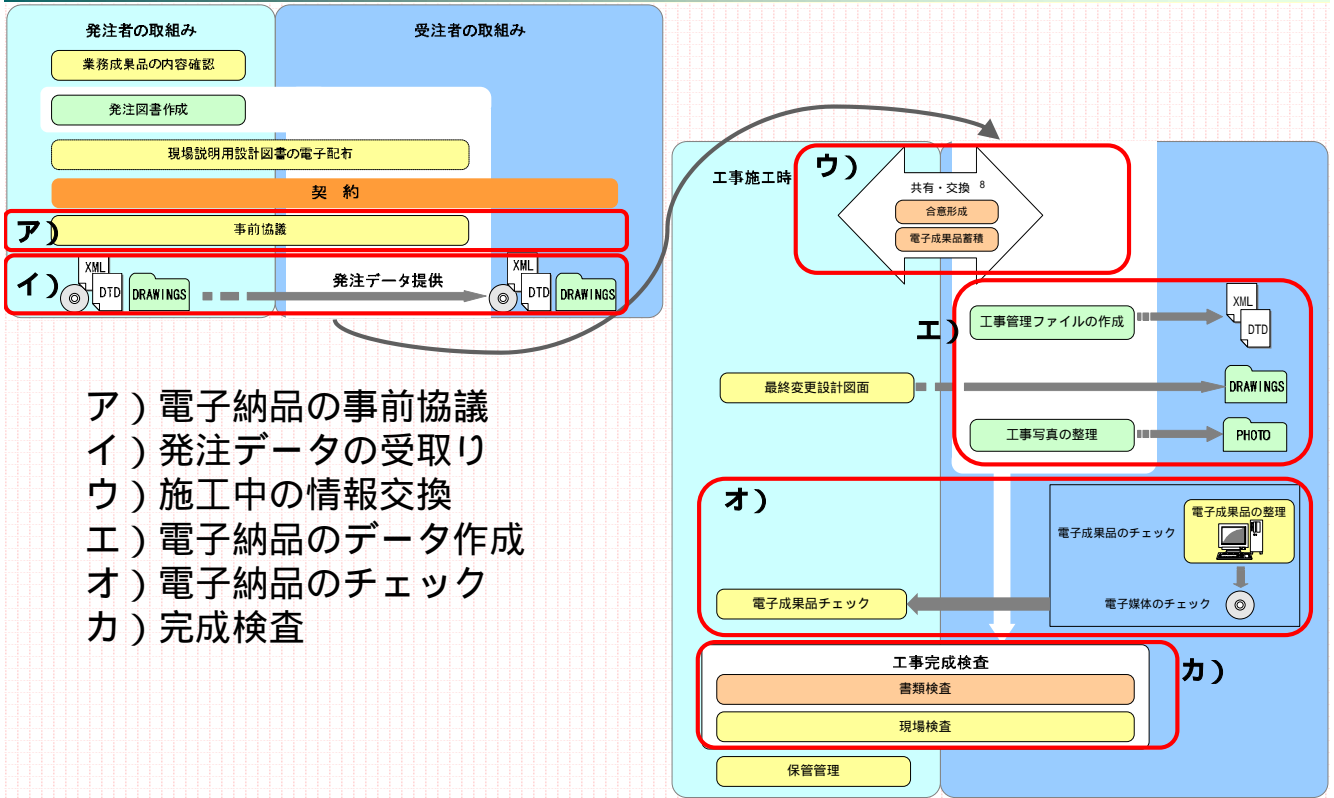 発注者の取組み
受注者の取組み
業務成果品の内容確認
発注図書作成
現場説明用設計図書の電子配布
契 約
ア）
事前協議
イ）
XML
DTD
DRAWINGS
発注データ提供
XML
DTD
DRAWINGS
ア）電子納品の事前協議
イ）発注データの受取り
ウ）施工中の情報交換
エ）電子納品のデータ作成
オ）電子納品のチェック
カ）完成検査
工事施工時
ウ）
共有・交換 8
合意形成
電子成果品蓄積
エ）
工事管理ファイルの作成
XML
DTD
最終変更設計図面
DRAWINGS
工事写真の整理
PHOTO
オ）
電子成果品の整理
電子成果品のチェック
電子成果品チェック
電子媒体のチェック
工事完成検査
カ）
書類検査
現場検査
保管管理